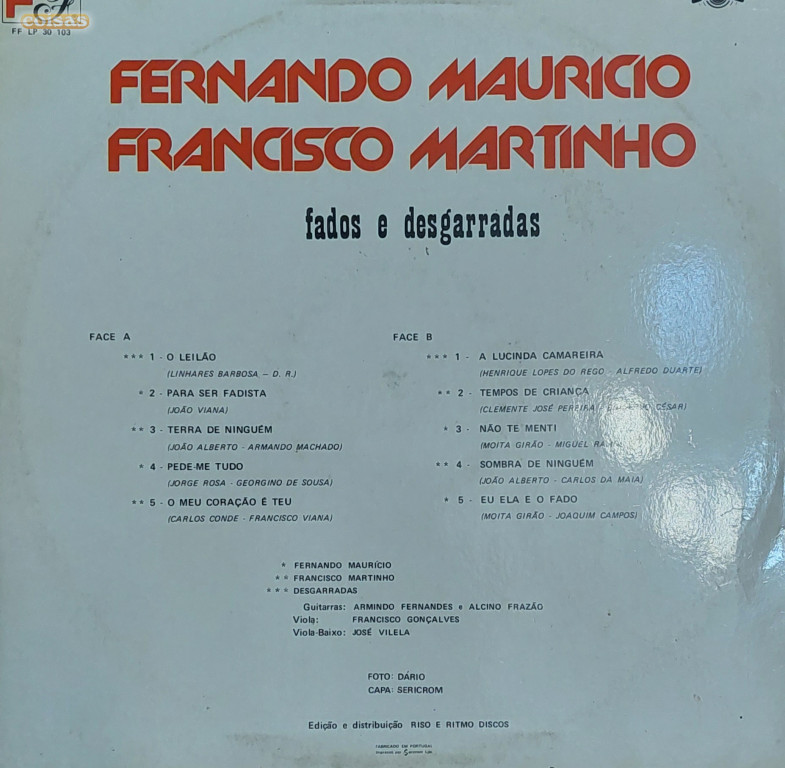 F F
coisas
FF LP 30 103
FERNANDO MAURICIO
FRANCISCO MARTINHO
fados e desgarradas
FACE A
*** 1 - O LEILÃO
(LINHARES BARBOSA – D. R.)
* 2 - PARA SER FADISTA
(JOÃO VIANA)
** 3 - TERRA DE NINGUÉM
(JOÃO ALBERTO - ARMANDO MACHADO)
* 4 - PEDE-ME TUDO
(JORGE ROSA - GEORGINO DE SOUSA)
** 5 - O MEU CORAÇÃO É TEU
(CARLOS CONDE - FRANCISCO VIANA)
FACE B
*** 1 - A LUCINDA CAMAREIRA
(HENRIQUE LOPES DO REGO ALFREDO DUARTE)
** 2 - TEMPOS DE CRIANÇA
(CLEMENTE JOSÉ PEREIRA - CÉSAR)
* 3 - NÃO TE MENTI
(MOITA GIRÃO - MIGUEL
** 4 - SOMBRA DE NINGUÉM
(JOÃO ALBERTO - CARLOS DA MAIA)
* 5 - EU ELA E O FADO
(MOITA GIRÃO - JOAQUIM CAMPOS)
* FERNANDO MAURÍCIO
** FRANCISCO MARTINHO
*** DESGARRADAS
Guitarras: ARMINDO FERNANDES e ALCINO FRAZÃO
Viola: FRANCISCO GONÇALVES
Viola-Baixo: JOSÉ VILELA
FOTO: DÁRIO
CAPA: SERICROM
Edição e distribuição RISO E RITMO DISCOS
FABRICADO EM PORTUGAL